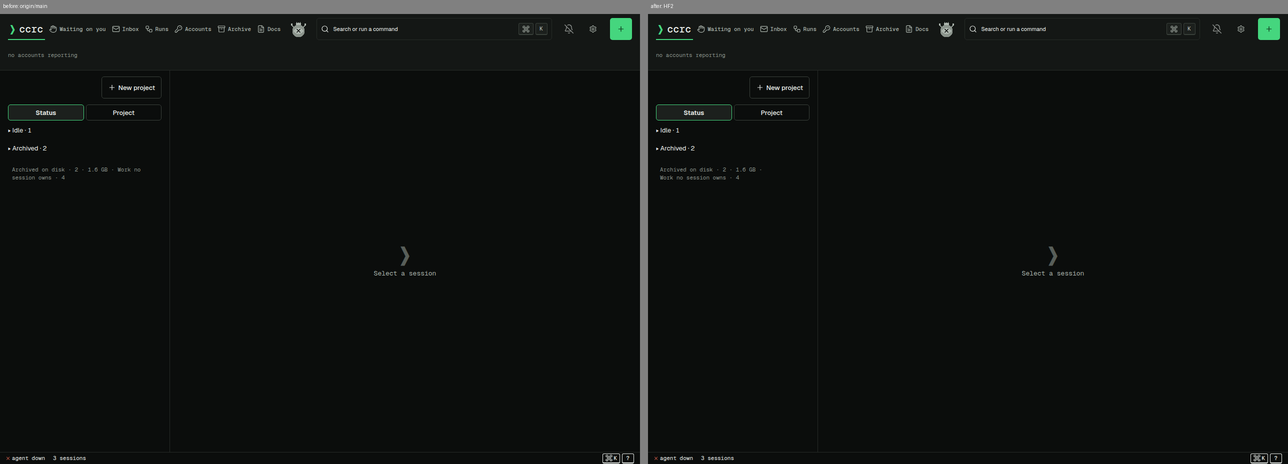 before origin/main
ccrc Waiting on you Inbox Runs Accounts Archive Docs Search or run a command ⌘ K +
no accounts reporting
+ New project
Status Project
▸ Idle · 1
▸ Archived · 2
Archived on disk · 2 · 1.6 GB · Work no
session owns · 4
❯
Select a session
× agent down 3 sessions ⌘K ?
after HF2
ccrc Waiting on you Inbox Runs Accounts Archive Docs Search or run a command ⌘ K +
no accounts reporting
+ New project
Status Project
▸ Idle · 1
▸ Archived · 2
Archived on disk · 2 · 1.6 GB ·
Work no session owns · 4
❯
Select a session
× agent down 3 sessions ⌘K ?